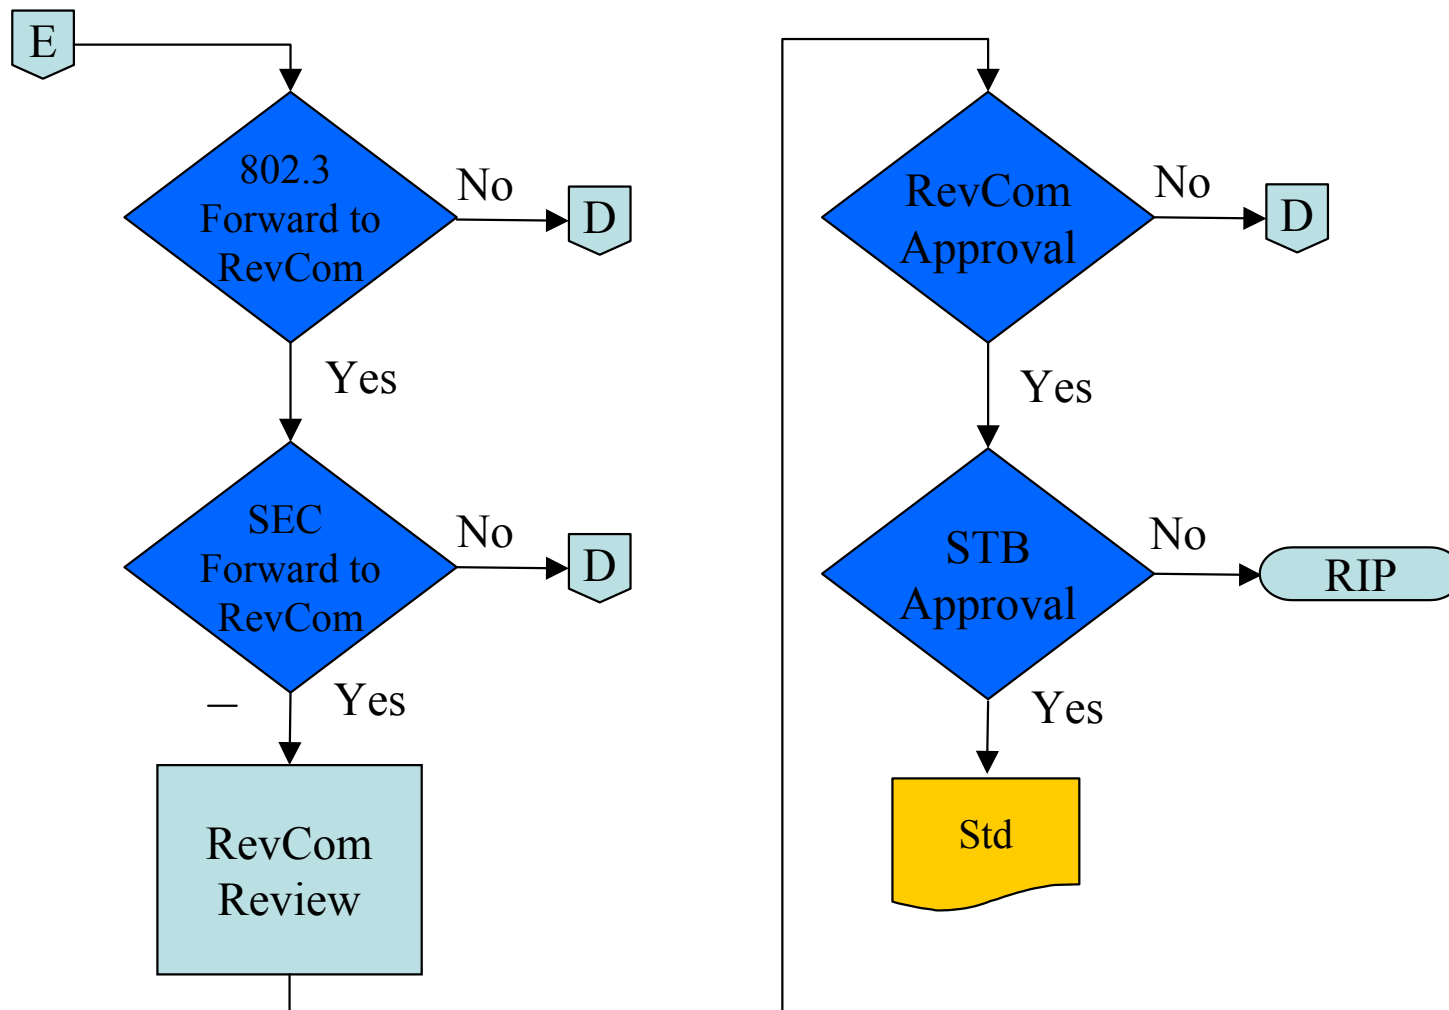 E
802.3
Forward to
RevCom
No
D
Yes
SEC
Forward to
RevCom
No
D
–
Yes
RevCom
Review
RevCom
Approval
No
D
Yes
STB
Approval
No
RIP
Yes
Std